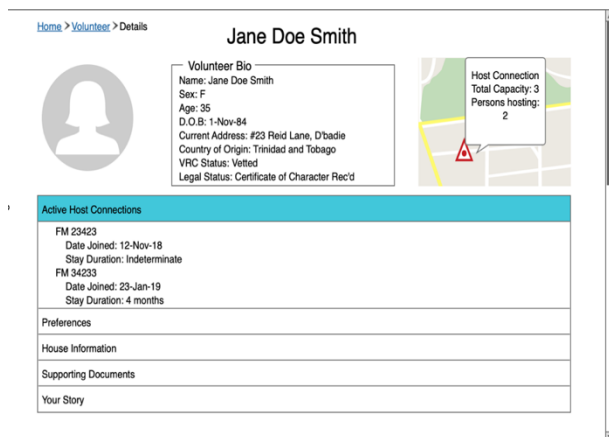 Home > Volunteer > Details
Jane Doe Smith
Volunteer Bio
Name: Jane Doe Smith
Sex: F
Age: 35
D.O.B: 1-Nov-84
Current Address: #23 Reid Lane, D'badie
Country of Origin: Trinidad and Tobago
VRC Status: Vetted
Legal Status: Certificate of Character Rec'd
Host Connection
Total Capacity: 3
Persons hosting:
2
Active Host Connections
FM 23423
Date Joined: 12-Nov-18
Stay Duration: Indeterminate
FM 34233
Date Joined: 23-Jan-19
Stay Duration: 4 months
Preferences
House Information
Supporting Documents
Your Story